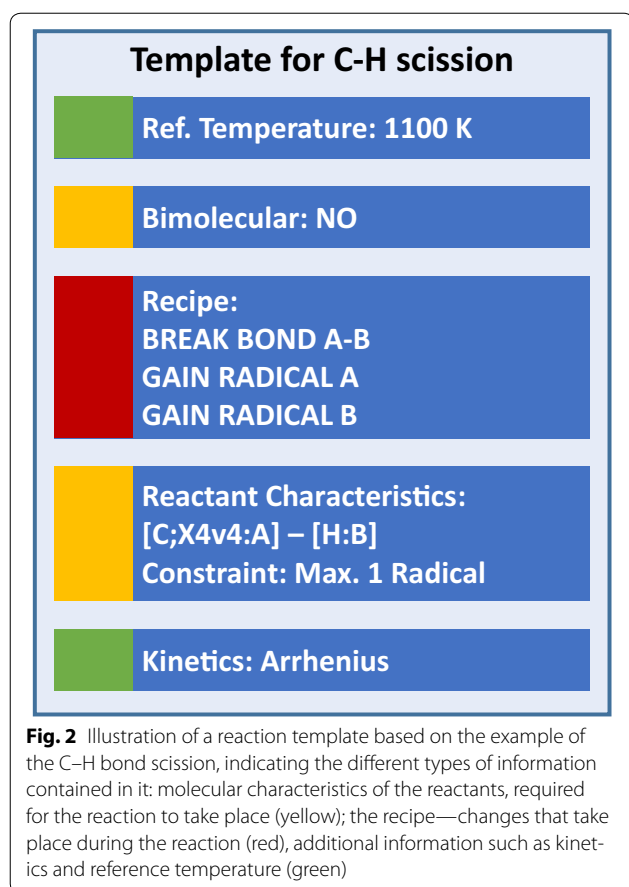 Template for C-H scission
Ref. Temperature: 1100 K
Bimolecular: NO
Recipe:
BREAK BOND A-B
GAIN RADICAL A
GAIN RADICAL B
Reactant Characteristics:
[C;X4v4:A] – [H:B]
Constraint: Max. 1 Radical
Kinetics: Arrhenius
Fig. 2 Illustration of a reaction template based on the example of
the C–H bond scission, indicating the different types of information
contained in it: molecular characteristics of the reactants, required
for the reaction to take place (yellow); the recipe—changes that take
place during the reaction (red), additional information such as kinet-
ics and reference temperature (green)